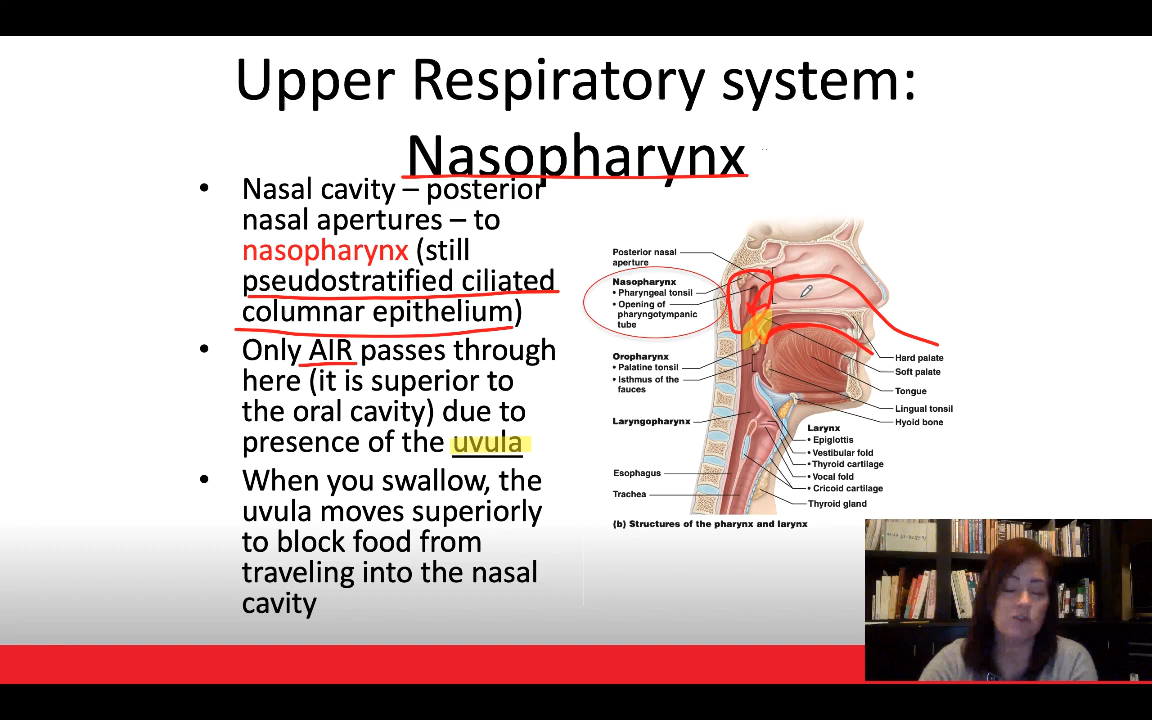 Upper Respiratory system:
Nasopharynx
• Nasal cavity – posterior
nasal apertures – to
nasopharynx (still
pseudostratified ciliated
columnar epithelium)
• Only AIR passes through
here (it is superior to
the oral cavity) due to
presence of the uvula
• When you swallow, the
uvula moves superiorly
to block food from
traveling into the nasal
cavity
Posterior nasal
aperture
Nasopharynx
• Pharyngeal tonsil
• Opening of
pharyngotympanic
tube
Oropharynx
• Palatine tonsil
• Isthmus of the
fauces
Laryngopharynx
Esophagus
Trachea
Hard palate
Soft palate
Tongue
Lingual tonsil
Hyoid bone
Larynx
• Epiglottis
• Vestibular fold
• Thyroid cartilage
• Vocal fold
• Cricoid cartilage
Thyroid gland
(b) Structures of the pharynx and larynx